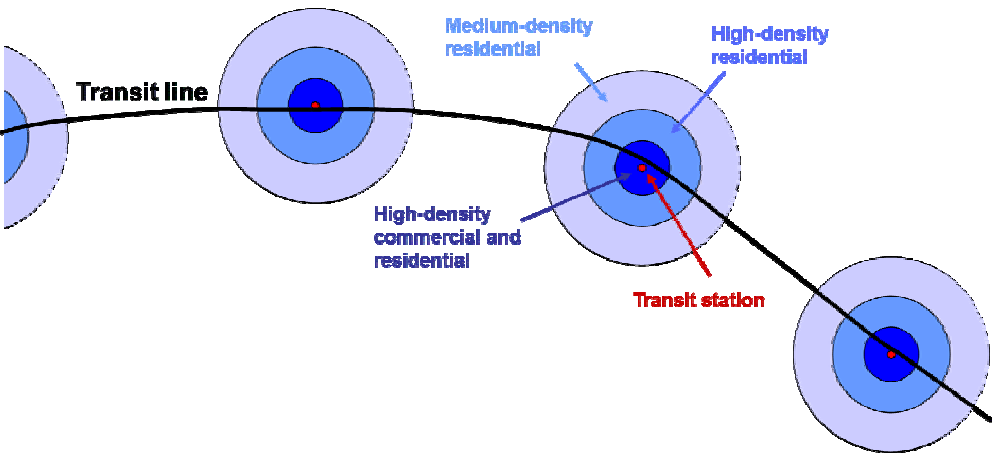 Medium-density
residential
High-density
residential
Transit line
High-density
commercial and
residential
Transit station